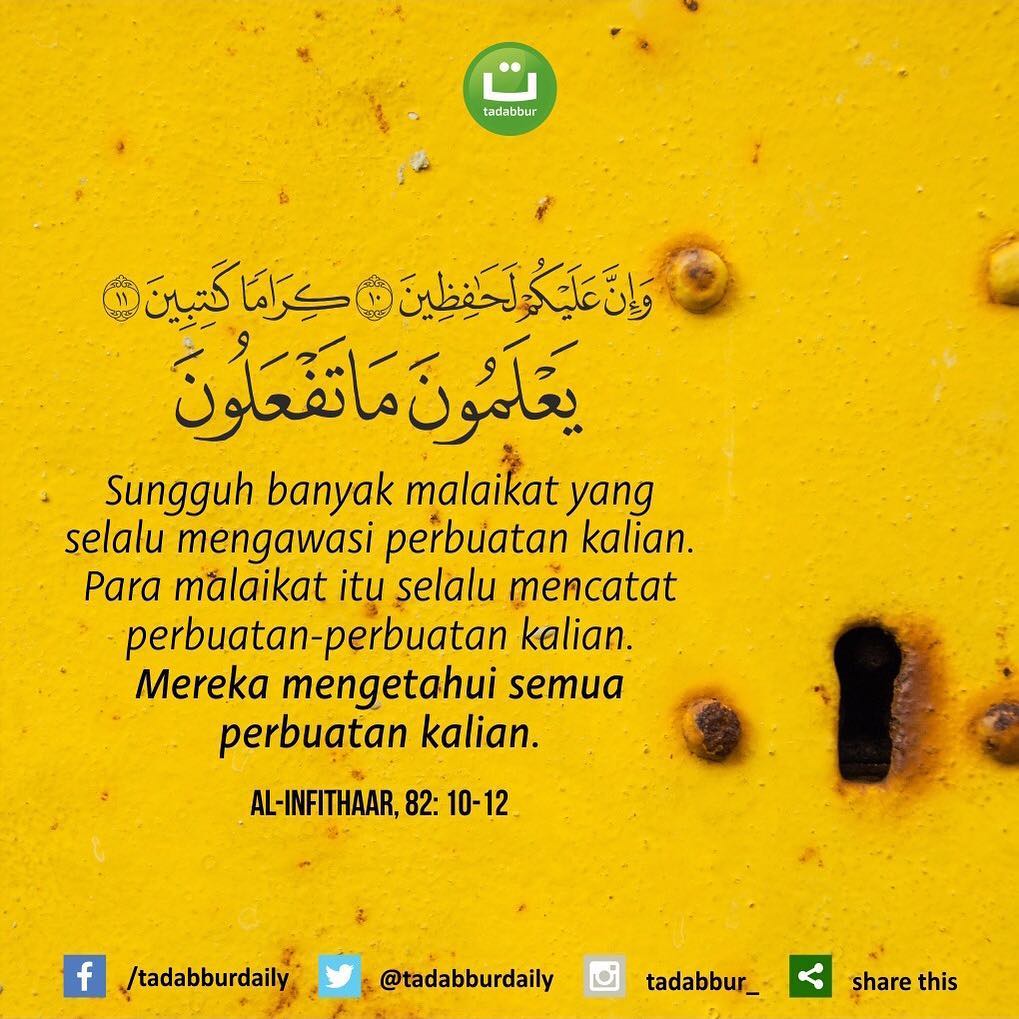 ت
tadabbur
وَإِنَّ عَلَيْكُمْ لَحَٰفِظِينَ ١٠ كِرَامًا كَٰتِبِينَ ١١
يَعْلَمُونَ مَا تَفْعَلُونَ
Sungguh banyak malaikat yang
selalu mengawasi perbuatan kalian.
Para malaikat itu selalu mencatat
perbuatan-perbuatan kalian.
Mereka mengetahui semua
perbuatan kalian.
AL-INFITHAAR, 82: 10-12
/tadabburdaily @tadabburdaily tadabbur_ share this